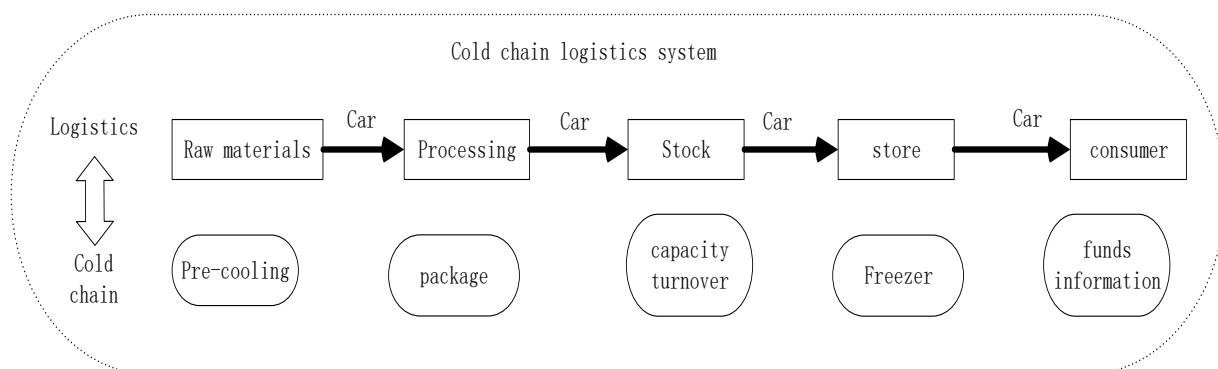 Cold chain logistics system
Logistics
Car
Car
Car
Car
Raw materials
Processing
Stock
store
consumer
Cold
chain
Pre-cooling
package
capacity
turnover
Freezer
funds
information